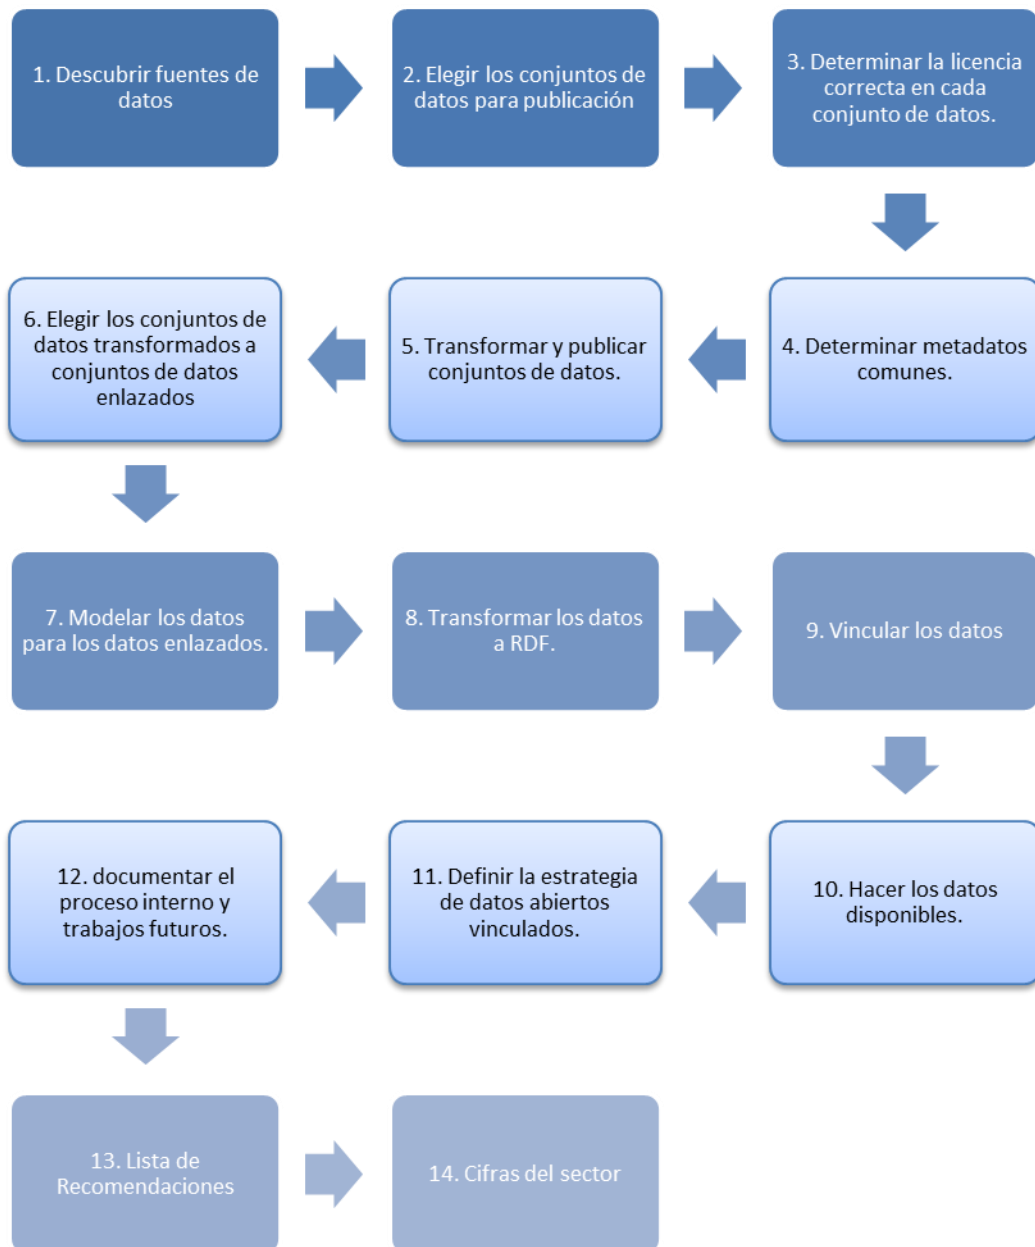 1. Descubrir fuentes de
datos
2. Elegir los conjuntos de
datos para publicación
3. Determinar la licencia
correcta en cada
conjunto de datos.
4. Determinar metadatos
comunes.
5. Transformar y publicar
conjuntos de datos.
6. Elegir los conjuntos de
datos transformados a
conjuntos de datos
enlazados
7. Modelar los datos
para los datos enlazados.
8. Transformar los datos
a RDF.
9. Vincular los datos
10. Hacer los datos
disponibles.
11. Definir la estrategia
de datos abiertos
vinculados.
12. documentar el
proceso interno y
trabajos futuros.
13. Lista de
Recomendaciones
14. Cifras del sector